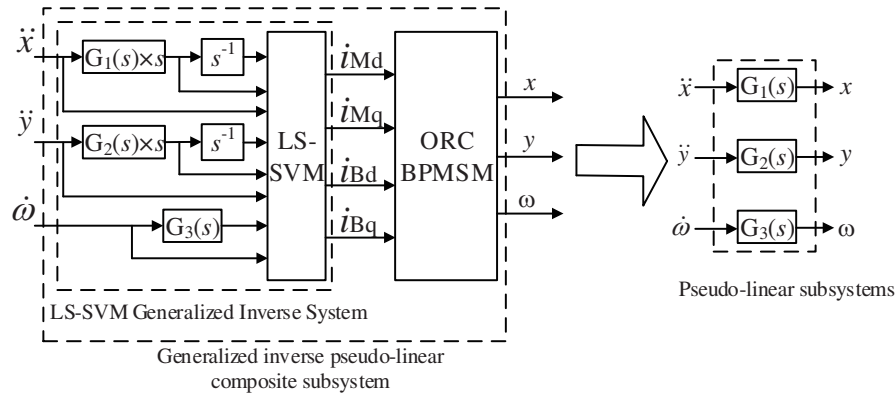 ẍ G₁(s)×s s⁻¹
ÿ G₂(s)×s s⁻¹
ω̇ G₃(s)
LS-
SVM
iMd
iMq
iBd
iBq
ORC
BPMSM
x
y
ω
LS-SVM Generalized Inverse System
Generalized inverse pseudo-linear
composite subsystem
ẍ G₁(s) x
ÿ G₂(s) y
ω̇ G₃(s) ω
Pseudo-linear subsystems